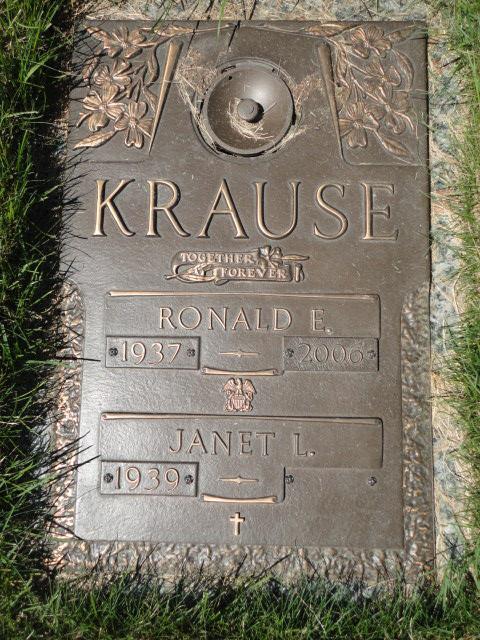 KRAUSE
TOGETHER
FOREVER
RONALD E.
1937 2006
JANET L.
1939